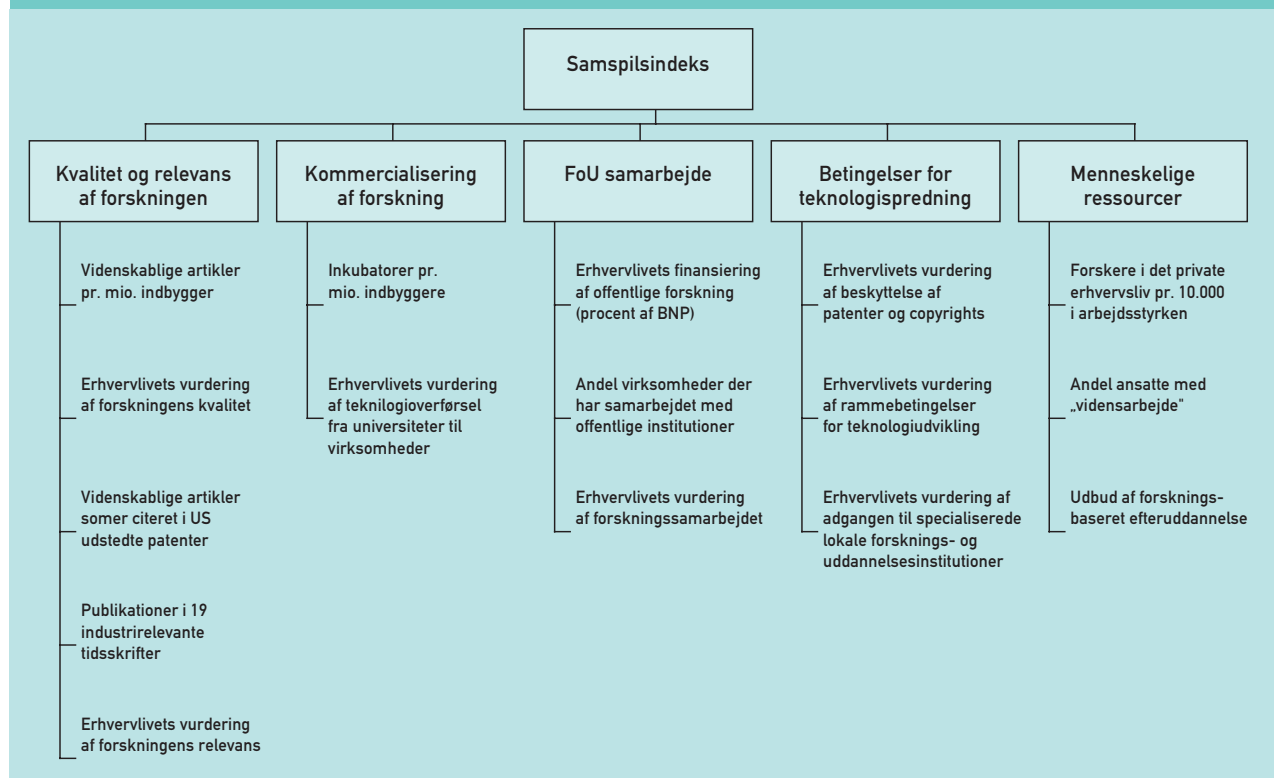 Samspilsindeks
Kvalitet og relevans
af forskningen
Videnskablige artikler
pr. mio. indbygger
Erhvervlivets vurdering
af forskningens kvalitet
Videnskablige artikler
somer citeret i US
udstedte patenter
Publikationer i 19
industrirelevante
tidsskrifter
Erhvervlivets vurdering
af forskningens relevans
Kommercialisering
af forskning
Inkubatorer pr.
mio. indbyggere
Erhvervlivets vurdering
af teknilogioverførsel
fra universiteter til
virksomheder
FoU samarbejde
Erhvervlivets finansiering
af offentlige forskning
(procent af BNP)
Andel virksomheder der
har samarbejdet med
offentlige institutioner
Erhvervlivets vurdering
af forskningssamarbejdet
Betingelser for
teknologispredning
Erhvervlivets vurdering
af beskyttelse af
patenter og copyrights
Erhvervlivets vurdering
af rammebetingelser
for teknologiudvikling
Erhvervlivets vurdering af
adgangen til specialiserede
lokale forsknings- og
uddannelsesinstitutioner
Menneskelige
ressourcer
Forskere i det private
erhvervsliv pr. 10.000
i arbejdsstyrken
Andel ansatte med
„vidensarbejde"
Udbud af forsknings-
baseret efteruddannelse